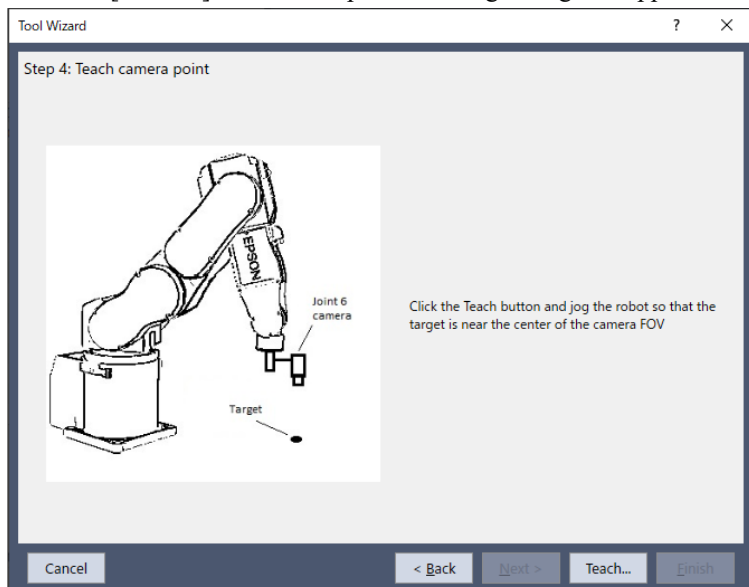 Tool Wizard
Step 4: Teach camera point
EPSON
Joint 6
camera
Target
Click the Teach button and jog the robot so that the
target is near the center of the camera FOV
Cancel
< Back
Next >
Teach...
Finish